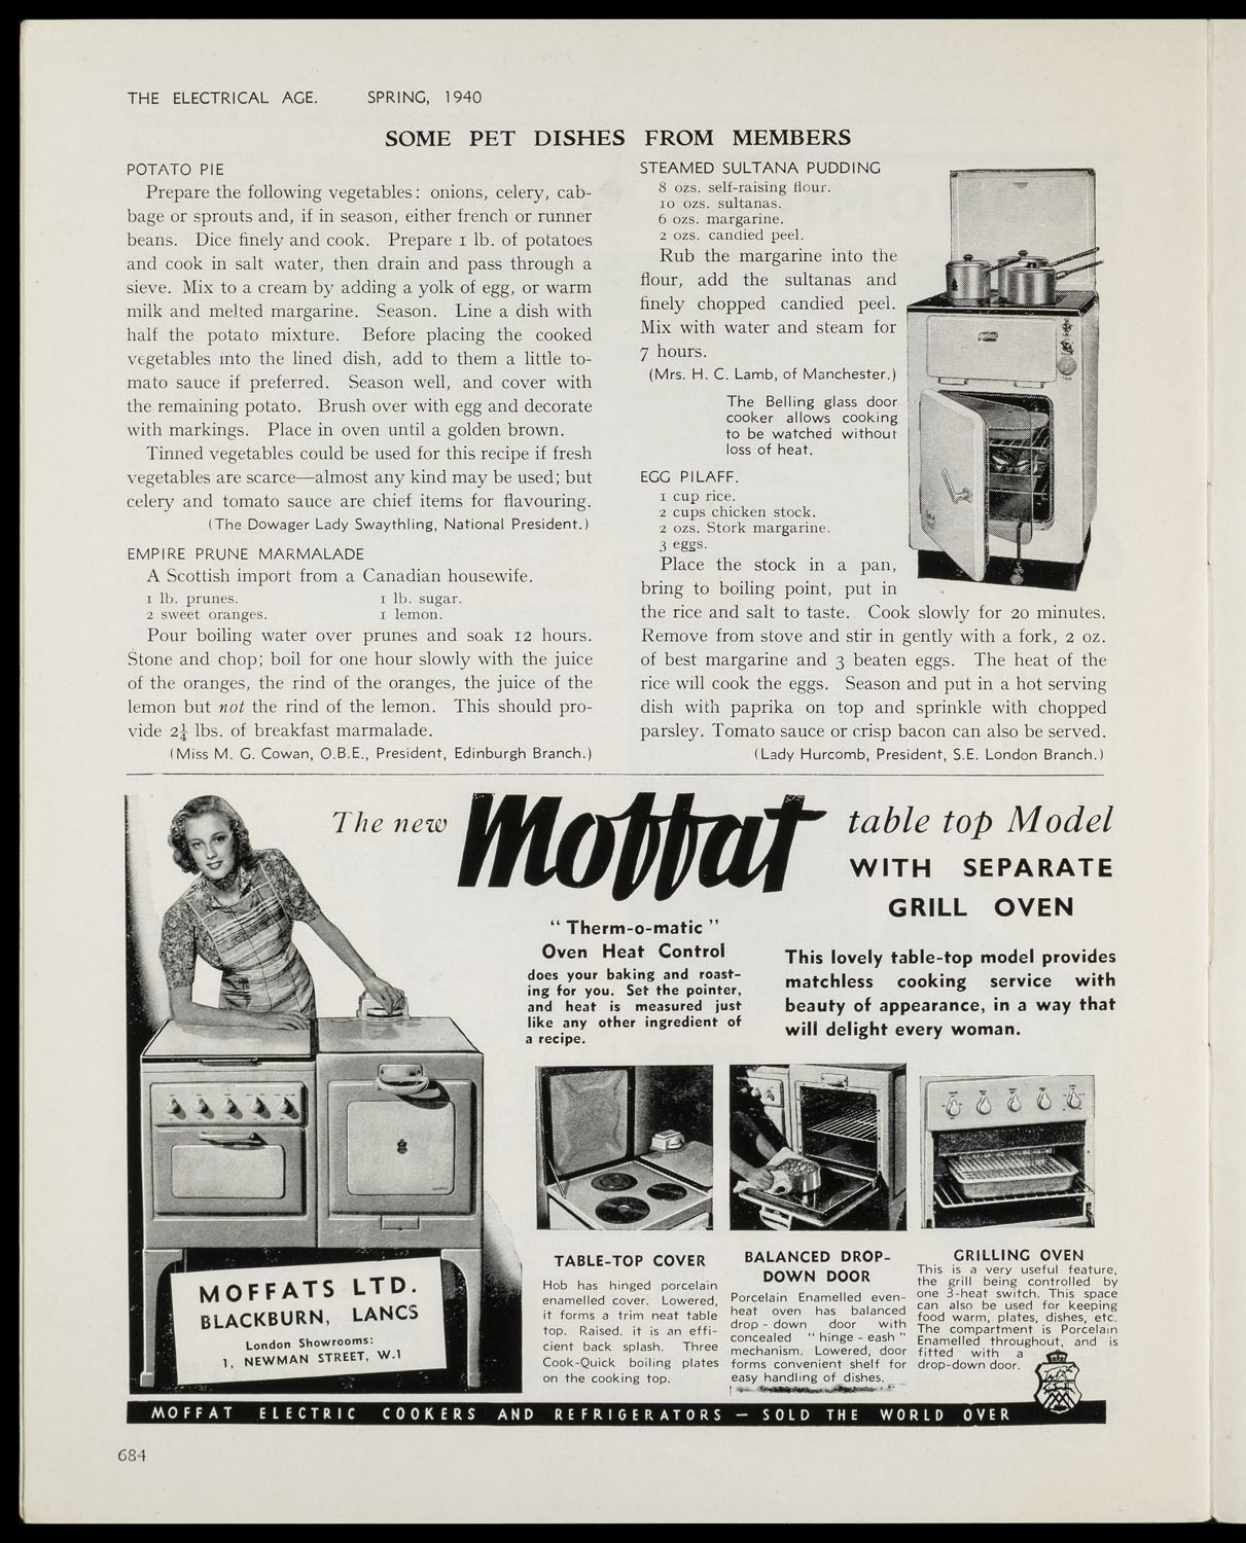 THE ELECTRICAL AGE. SPRING, 1940
SOME PET DISHES FROM MEMBERS
POTATO PIE
Prepare the following vegetables: onions, celery, cab-
bage or sprouts and, if in season, either french or runner
beans. Dice finely and cook. Prepare 1 lb. of potatoes
and cook in salt water, then drain and pass through a
sieve. Mix to a cream by adding a yolk of egg, or warm
milk and melted margarine. Season. Line a dish with
half the potato mixture. Before placing the cooked
vegetables into the lined dish, add to them a little to-
mato sauce if preferred. Season well, and cover with
the remaining potato. Brush over with egg and decorate
with markings. Place in oven until a golden brown.
Tinned vegetables could be used for this recipe if fresh
vegetables are scarce—almost any kind may be used; but
celery and tomato sauce are chief items for flavouring.
(The Dowager Lady Swaythling, National President.)
EMPIRE PRUNE MARMALADE
A Scottish import from a Canadian housewife.
1 lb. prunes. 1 lb. sugar.
2 sweet oranges. 1 lemon.
Pour boiling water over prunes and soak 12 hours.
Stone and chop; boil for one hour slowly with the juice
of the oranges, the rind of the oranges, the juice of the
lemon but not the rind of the lemon. This should pro-
vide 2¼ lbs. of breakfast marmalade.
(Miss M. G. Cowan, O.B.E., President, Edinburgh Branch.)
STEAMED SULTANA PUDDING
8 ozs. self-raising flour.
10 ozs. sultanas.
6 ozs. margarine.
2 ozs. candied peel.
Rub the margarine into the
flour, add the sultanas and
finely chopped candied peel.
Mix with water and steam for
7 hours.
(Mrs. H. C. Lamb, of Manchester.)
The Belling glass door
cooker allows cooking
to be watched without
loss of heat.
EGG PILAFF.
1 cup rice.
2 cups chicken stock.
2 ozs. Stork margarine.
3 eggs.
Place the stock in a pan,
bring to boiling point, put in
the rice and salt to taste. Cook slowly for 20 minutes.
Remove from stove and stir in gently with a fork, 2 oz.
of best margarine and 3 beaten eggs. The heat of the
rice will cook the eggs. Season and put in a hot serving
dish with paprika on top and sprinkle with chopped
parsley. Tomato sauce or crisp bacon can also be served.
(Lady Hurcomb, President, S.E. London Branch.)
The new Moffat table top Model
WITH SEPARATE
GRILL OVEN
"Therm-o-matic"
Oven Heat Control
does your baking and roast-
ing for you. Set the pointer,
and heat is measured just
like any other ingredient of
a recipe.
This lovely table-top model provides
matchless cooking service with
beauty of appearance, in a way that
will delight every woman.
MOFFATS LTD.
BLACKBURN, LANCS
London Showrooms:
1, NEWMAN STREET, W.1
TABLE-TOP COVER
Hob has hinged porcelain
enamelled cover. Lowered,
it forms a trim neat table
top. Raised. it is an effi-
cient back splash. Three
Cook-Quick boiling plates
on the cooking top.
BALANCED DROP-
DOWN DOOR
Porcelain Enamelled even-
heat oven has balanced
drop-down door with
concealed "hinge-eash"
mechanism. Lowered, door
forms convenient shelf for
easy handling of dishes.
GRILLING OVEN
This is a very useful feature,
the grill being controlled by
one 3-heat switch. This space
can also be used for keeping
food warm, plates, dishes, etc.
The compartment is Porcelain
Enamelled throughout, and is
fitted with a
drop-down door.
MOFFAT ELECTRIC COOKERS AND REFRIGERATORS — SOLD THE WORLD OVER
684